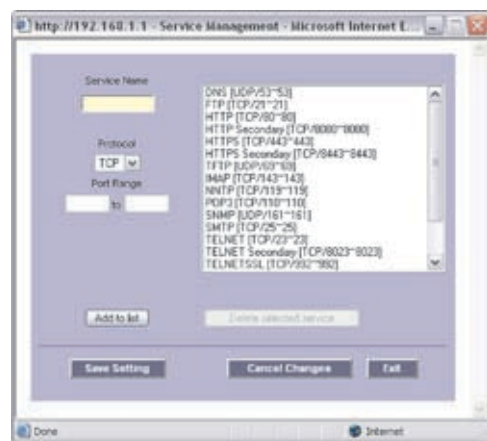 http://192.168.1.1 - Service Management - Microsoft Internet E...
Service Name
DNS [UDP/53~53]
FTP [TCP/21~21]
HTTP [TCP/80~80]
HTTP Secondary [TCP/8080~8080]
HTTPS [TCP/443~443]
HTTPS Secondary [TCP/8443~8443]
TFTP [UDP/69~69]
IMAP [TCP/143~143]
NNTP [TCP/119~119]
POP3 [TCP/110~110]
SNMP [UDP/161~161]
SMTP [TCP/25~25]
TELNET [TCP/23~23]
TELNET Secondary [TCP/8023~8023]
TELNETSSL [TCP/992~992]
Protocol
TCP
Port Range
to
Add to list
Delete selected service
Save Setting
Cancel Changes
Exit
Done
Internet